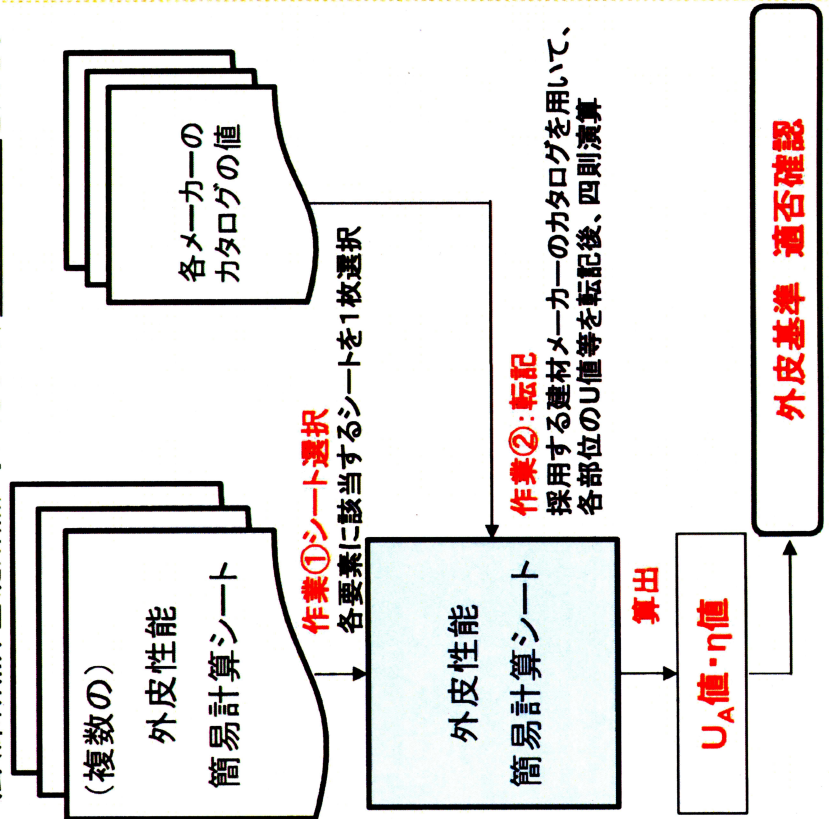 (複数の)
外皮性能
簡易計算シート
各メーカーの
カタログの値
作業①シート選択
各要素に該当するシートを1枚選択
外皮性能
簡易計算シート
作業②:転記
採用する建材メーカーのカタログを用いて、
各部位のU値等を転記後、四則演算
算出
UA値・η値
外皮基準 適否確認